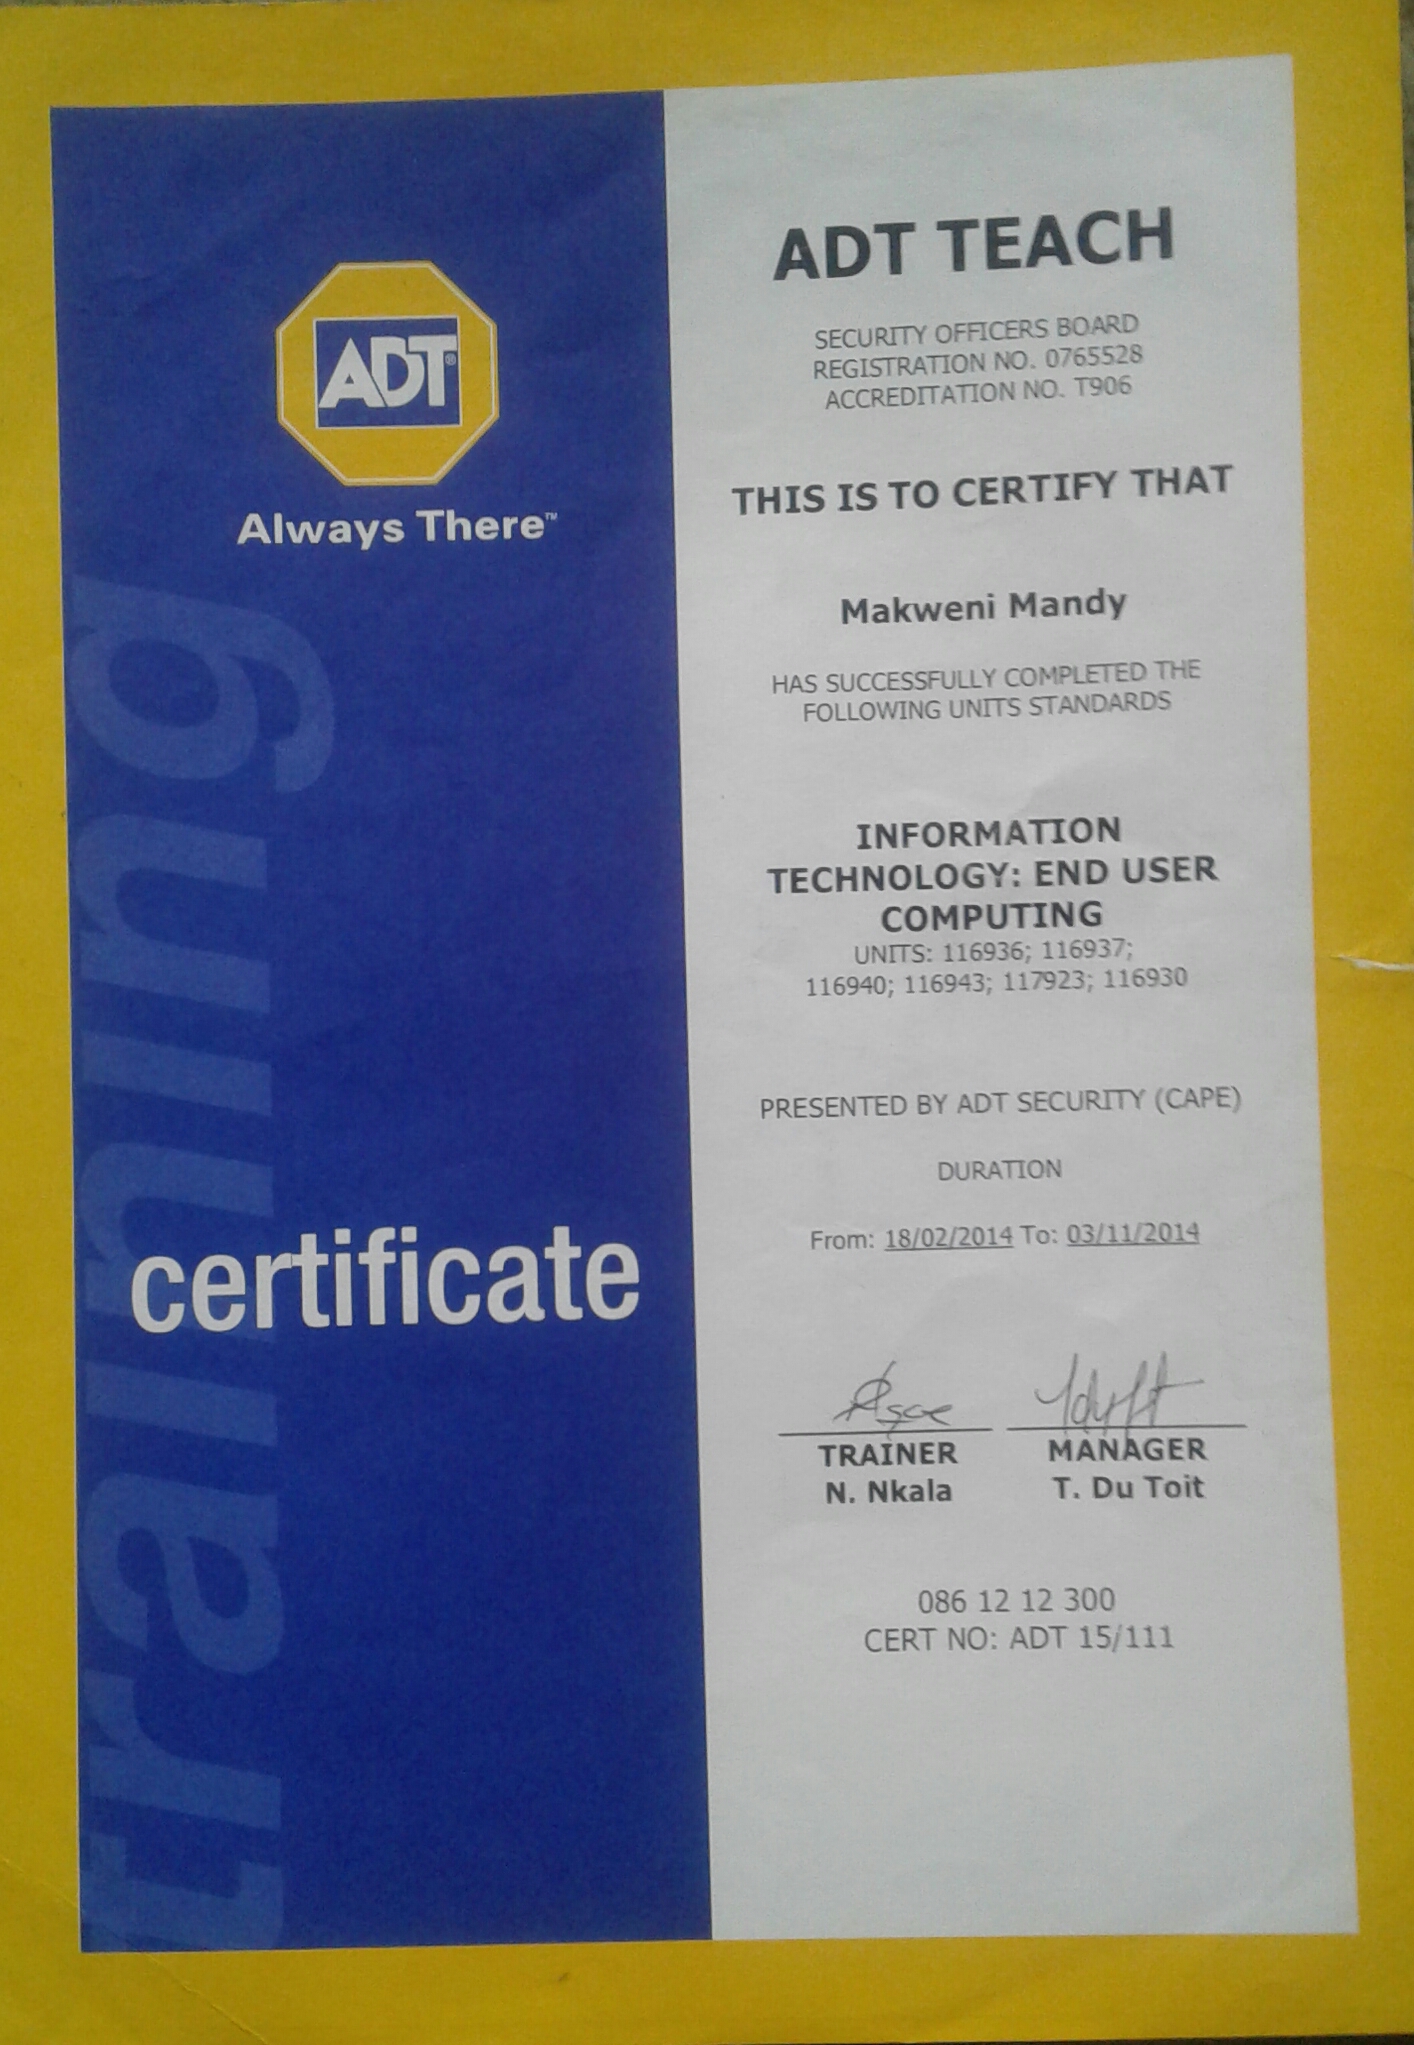 ADT®
Always There™
training
certificate
ADT TEACH
SECURITY OFFICERS BOARD
REGISTRATION NO. 0765528
ACCREDITATION NO. T906
THIS IS TO CERTIFY THAT
Makweni Mandy
HAS SUCCESSFULLY COMPLETED THE
FOLLOWING UNITS STANDARDS
INFORMATION
TECHNOLOGY: END USER
COMPUTING
UNITS: 116936; 116937;
116940; 116943; 117923; 116930
PRESENTED BY ADT SECURITY (CAPE)
DURATION
From: 18/02/2014 To: 03/11/2014
TRAINER MANAGER
N. Nkala T. Du Toit
086 12 12 300
CERT NO: ADT 15/111